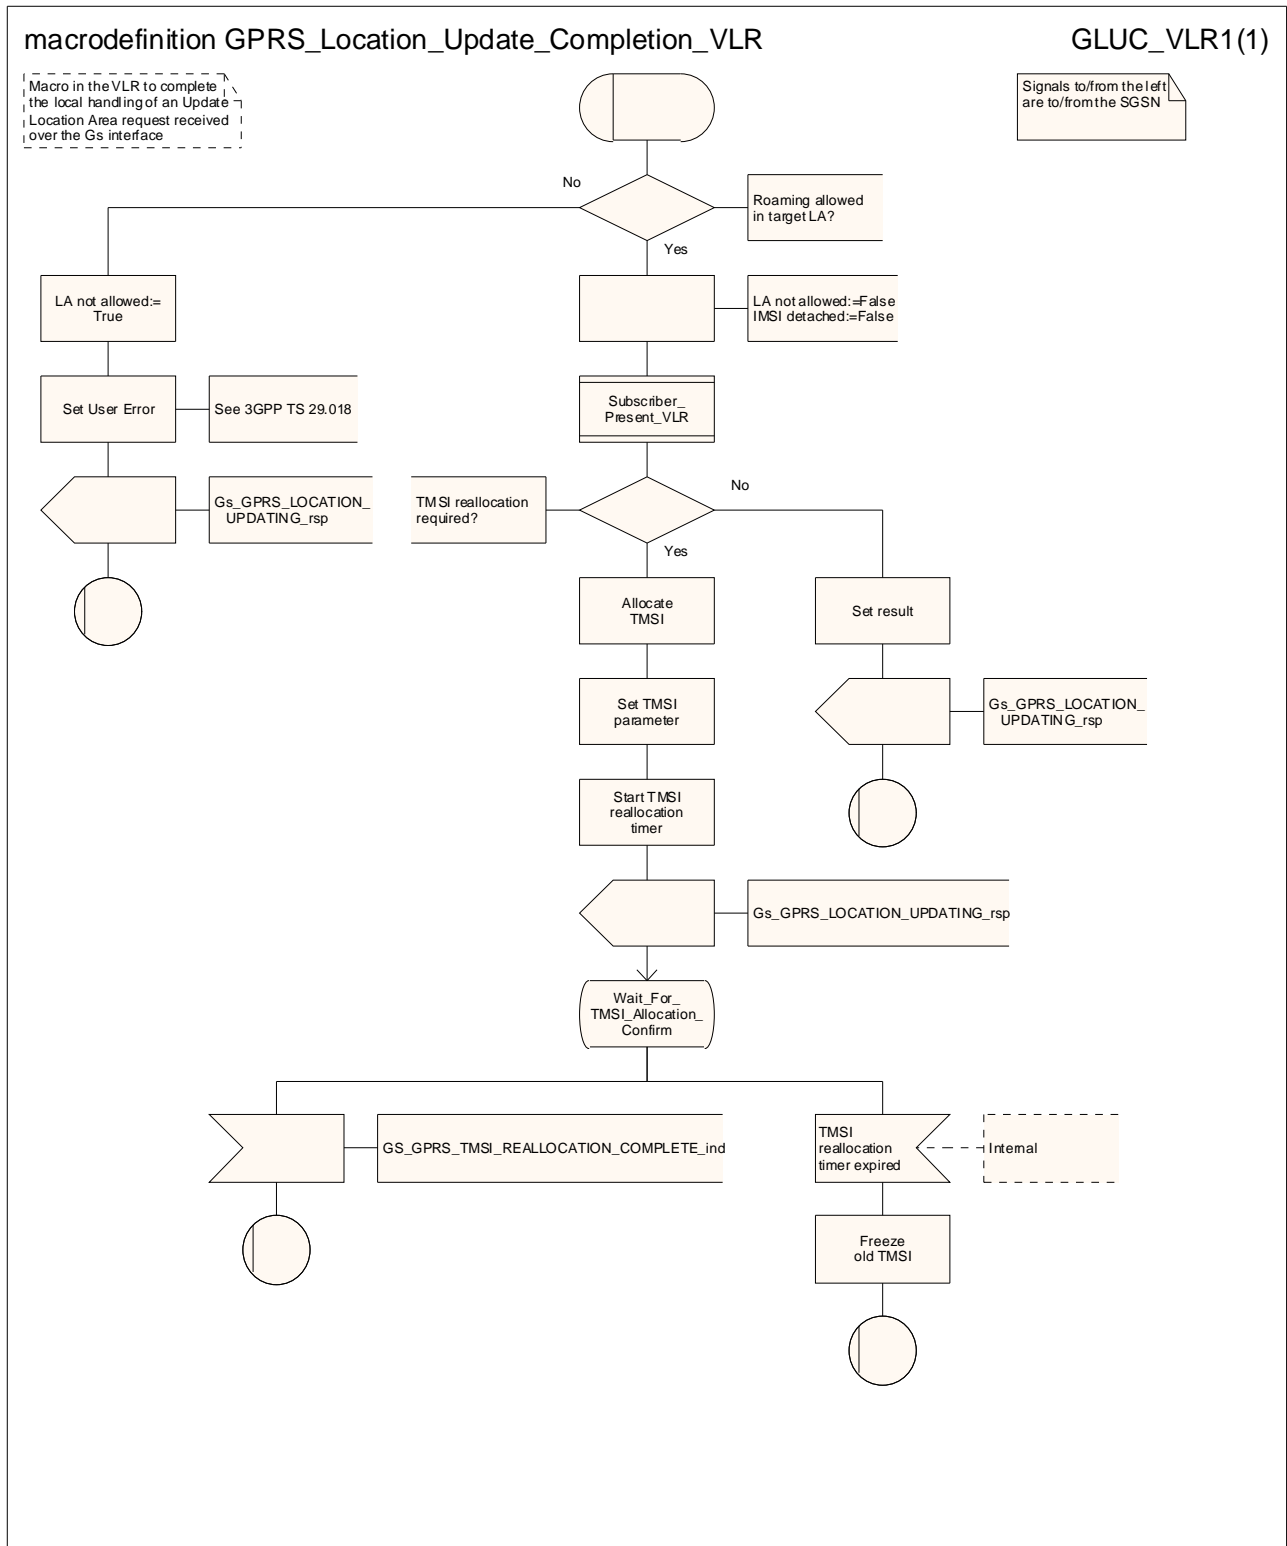 macrodefinition GPRS_Location_Update_Completion_VLR
GLUC_VLR1(1)
Macro in the VLR to complete
the local handling of an Update
Location Area request received
over the Gs interface
Signals to/from the left
are to/from the SGSN
No
Roaming allowed
in target LA?
Yes
LA not allowed:=
True
LA not allowed:=False
IMSI detached:=False
Set User Error
See 3GPP TS 29.018
Subscriber_
Present_VLR
Gs_GPRS_LOCATION_
UPDATING_rsp
TMSI reallocation
required?
No
Yes
Allocate
TMSI
Set result
Set TMSI
parameter
Gs_GPRS_LOCATION_
UPDATING_rsp
Start TMSI
reallocation
timer
Gs_GPRS_LOCATION_UPDATING_rsp
Wait_For_
TMSI_Allocation_
Confirm
GS_GPRS_TMSI_REALLOCATION_COMPLETE_ind
TMSI
reallocation
timer expired
Internal
Freeze
old TMSI